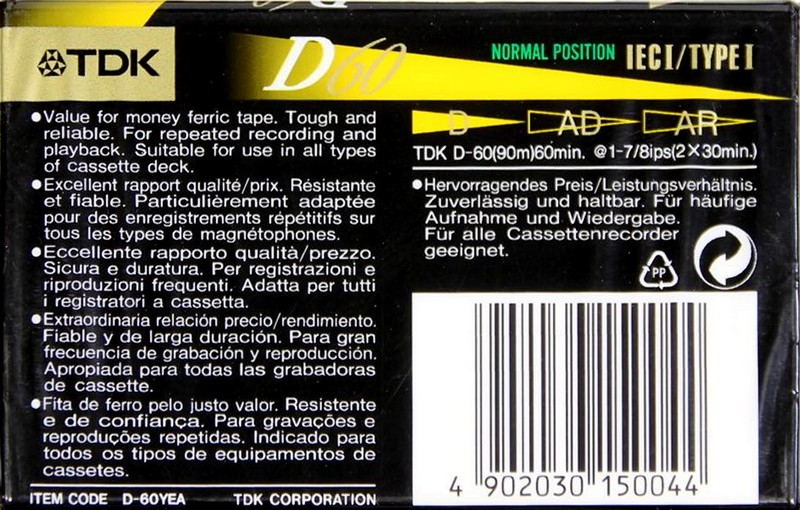 TDK
D60
NORMAL POSITION IEC I/TYPE I
●Value for money ferric tape. Tough and
reliable. For repeated recording and
playback. Suitable for use in all types
of cassette deck.
●Excellent rapport qualité/prix. Résistante
et fiable. Particulièrement adaptée
pour des enregistrements répétitifs sur
tous les types de magnétophones.
●Eccellente rapporto qualità/prezzo.
Sicura e duratura. Per registrazioni e
riproduzioni frequenti. Adatta per tutti
i registratori a cassetta.
●Extraordinaria relación precio/rendimiento.
Fiable y de larga duración. Para gran
frecuencia de grabación y reproducción.
Apropiada para todas las grabadoras
de cassette.
●Fita de ferro pelo justo valor. Resistente
e de confiança. Para gravações e
reproduções repetidas. Indicado para
todos os tipos de equipamentos de
cassetes.
ITEM CODE D-60YEA TDK CORPORATION
D AD AR
TDK D-60(90m)60min. @1-7/8ips(2×30min.)
●Hervorragendes Preis/Leistungsverhältnis.
Zuverlässig und haltbar. Für häufige
Aufnahme und Wiedergabe.
Für alle Cassettenrecorder
geeignet.
PP
4 902030 150044